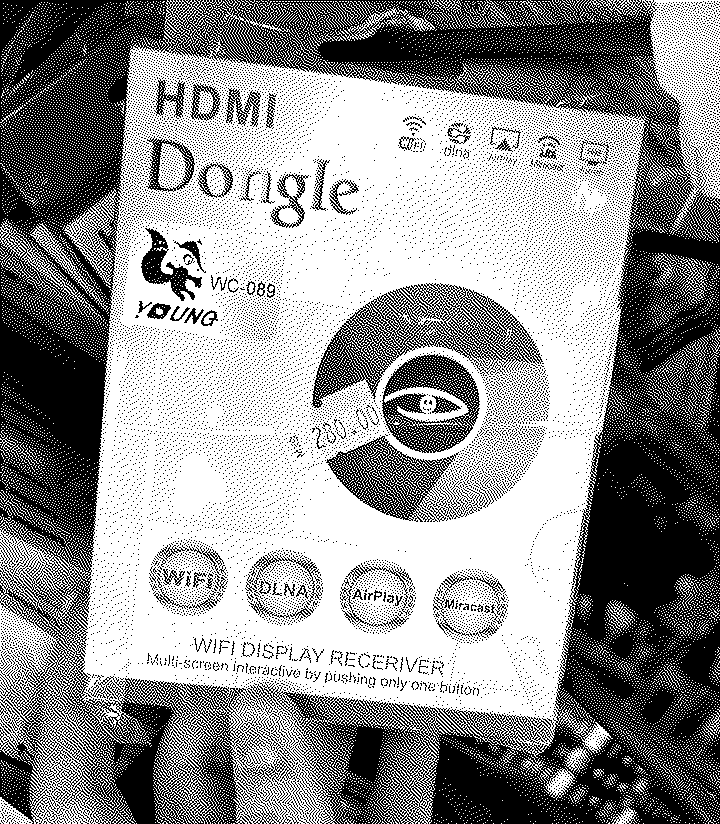 HDMI
Dongle
WiFi
dlna
WC-089
YOUNG
280.00
WiFi
DLNA
AirPlay
Miracast
WIFI DISPLAY RECERIVER
Multi-screen interactive by pushing only one button